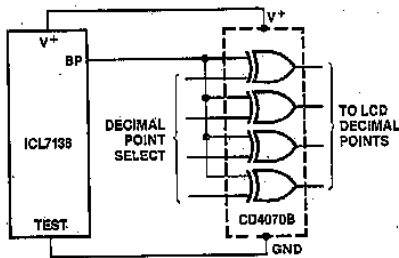 V+
V+
BP
ICL7136
DECIMAL
POINT
SELECT
TO LCD
DECIMAL
POINTS
CD4070B
TEST
GND